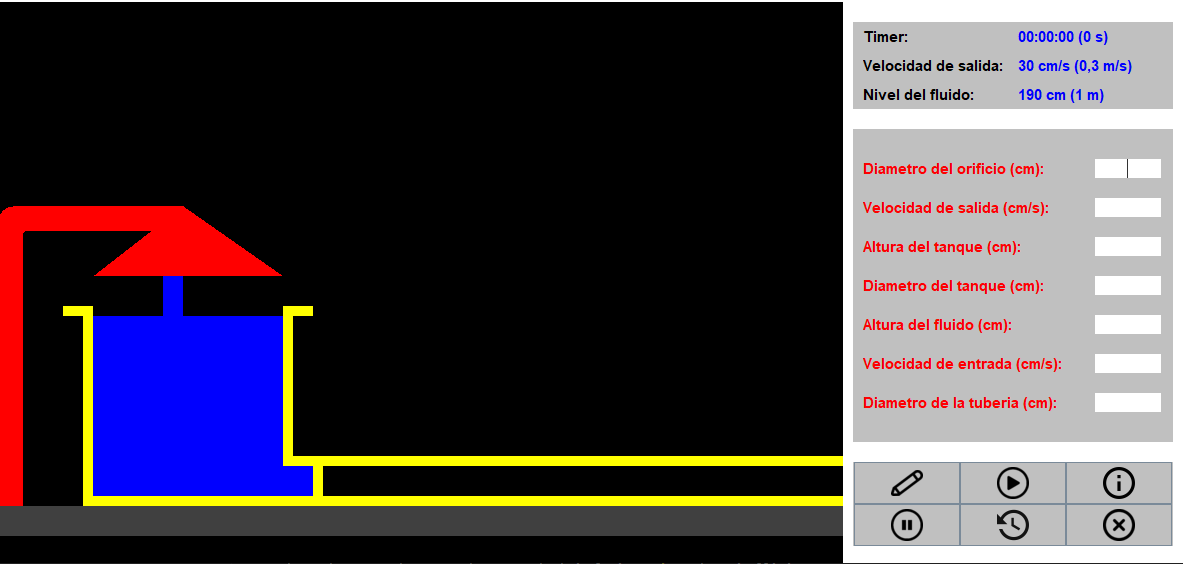 Timer: 00:00:00 (0 s)
Velocidad de salida: 30 cm/s (0,3 m/s)
Nivel del fluido: 190 cm (1 m)
Diametro del orificio (cm):
Velocidad de salida (cm/s):
Altura del tanque (cm):
Diametro del tanque (cm):
Altura del fluido (cm):
Velocidad de entrada (cm/s):
Diametro de la tuberia (cm):